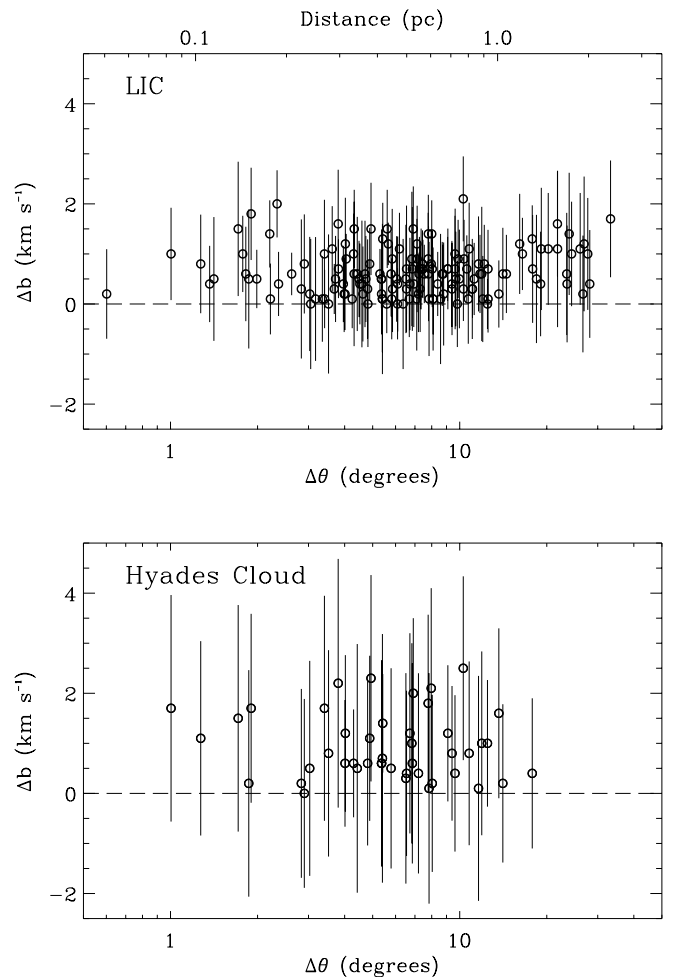 Distance (pc)
0.1 1.0
LIC
4
2
0
−2
Δb (km s⁻¹)
1 10
Δθ (degrees)
Hyades Cloud
4
2
0
−2
Δb (km s⁻¹)
1 10
Δθ (degrees)